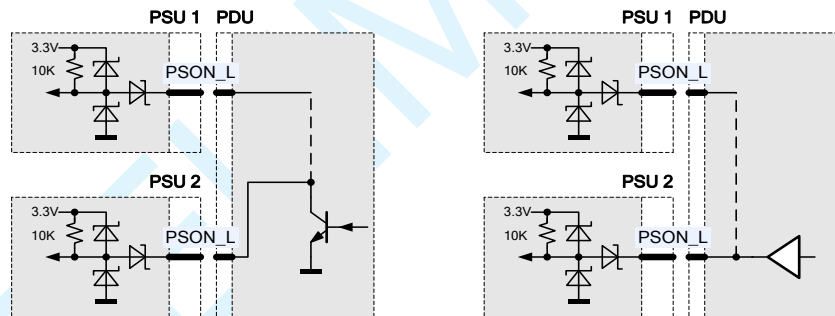 PSU 1 PDU
3.3V
10K
PSON_L
PSU 2
3.3V
10K
PSON_L
PSU 1 PDU
3.3V
10K
PSON_L
PSU 2
3.3V
10K
PSON_L